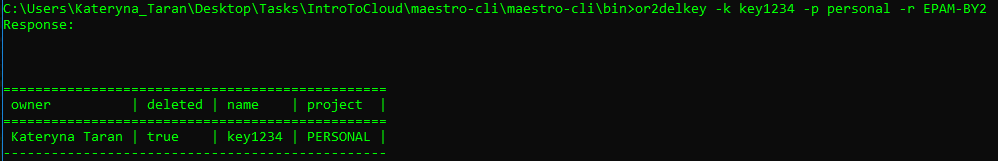 C:\Users\Kateryna_Taran\Desktop\Tasks\IntroToCloud\maestro-cli\maestro-cli\bin>or2delkey -k key1234 -p personal -r EPAM-BY2
Response:
================================================
owner | deleted | name | project |
================================================
Kateryna Taran | true | key1234 | PERSONAL |
------------------------------------------------